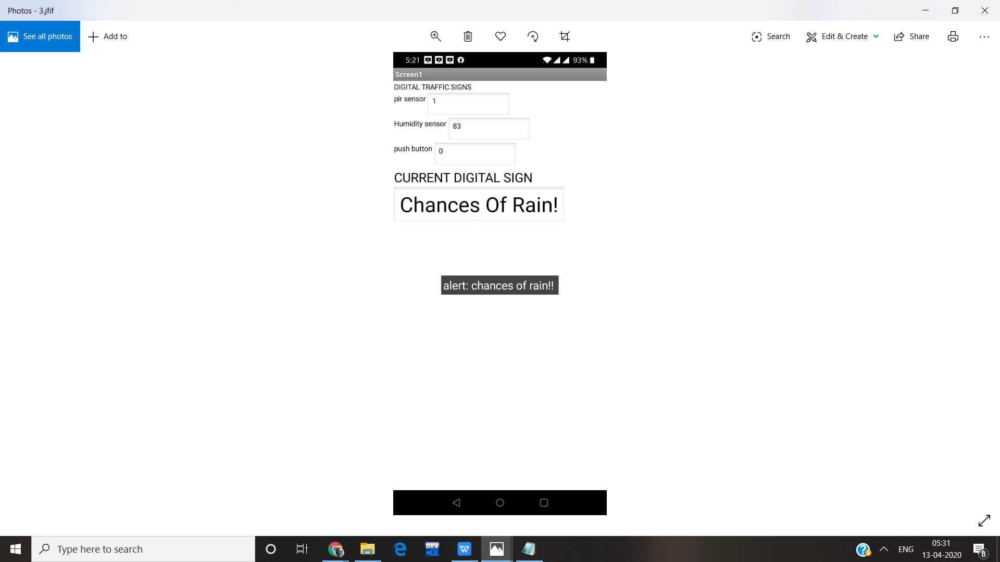 Photos - 3.jfif
See all photos
Add to
Search
Edit & Create
Share
5:21
93%
Screen1
DIGITAL TRAFFIC SIGNS
pir sensor 1
Humidity sensor 83
push button 0
CURRENT DIGITAL SIGN
Chances Of Rain!
alert: chances of rain!!
Type here to search
DEV
C++
W
ENG
05:31
13-04-2020
8